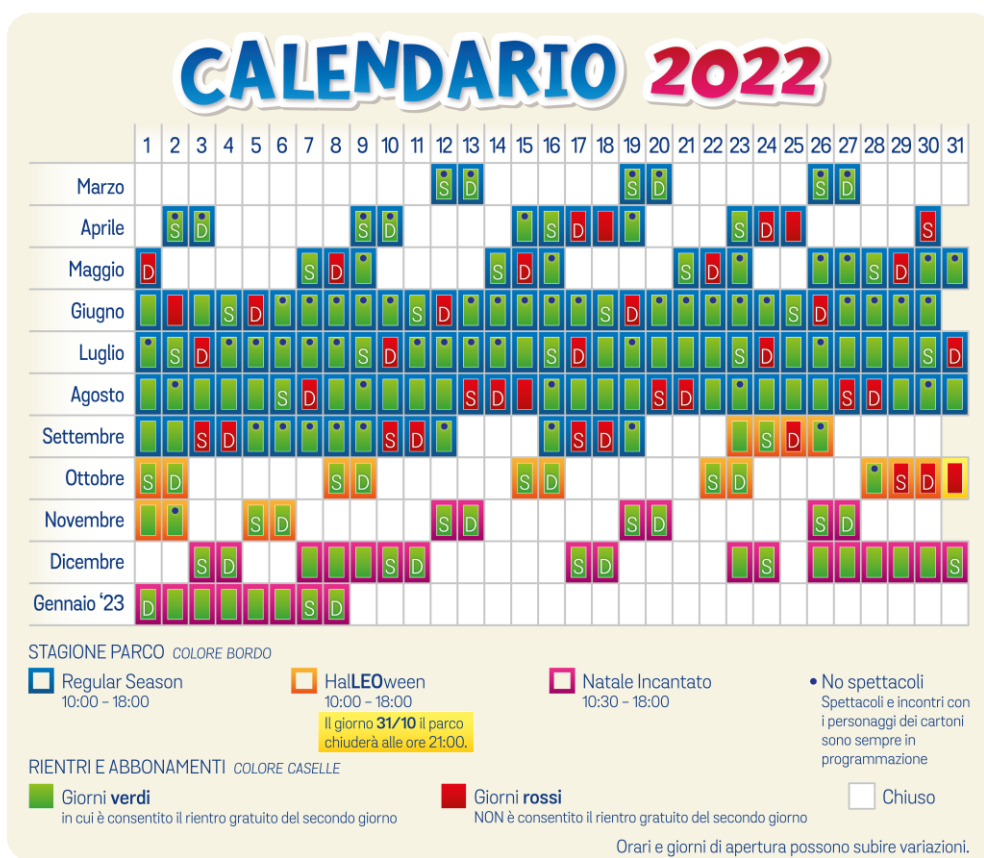 CALENDARIO 2022
1 2 3 4 5 6 7 8 9 10 11 12 13 14 15 16 17 18 19 20 21 22 23 24 25 26 27 28 29 30 31
Marzo S D S D S D
Aprile S D S D S D S D S
Maggio D S D S D S D S D
Giugno S D S D S D S D
Luglio S D S D S D S D S D
Agosto S D S D S D S D
Settembre S D S D S D S D
Ottobre S D S D S D S D S D
Novembre S D S D S D S D
Dicembre S D S D S D S S
Gennaio '23 D S D
STAGIONE PARCO COLORE BORDO
Regular Season
10:00 - 18:00
HalLEOween
10:00 - 18:00
Il giorno 31/10 il parco
chiuderà alle ore 21:00.
Natale Incantato
10:30 - 18:00
• No spettacoli
Spettacoli e incontri con
i personaggi dei cartoni
sono sempre in
programmazione
RIENTRI E ABBONAMENTI COLORE CASELLE
Giorni verdi
in cui è consentito il rientro gratuito del secondo giorno
Giorni rossi
NON è consentito il rientro gratuito del secondo giorno
Chiuso
Orari e giorni di apertura possono subire variazioni.